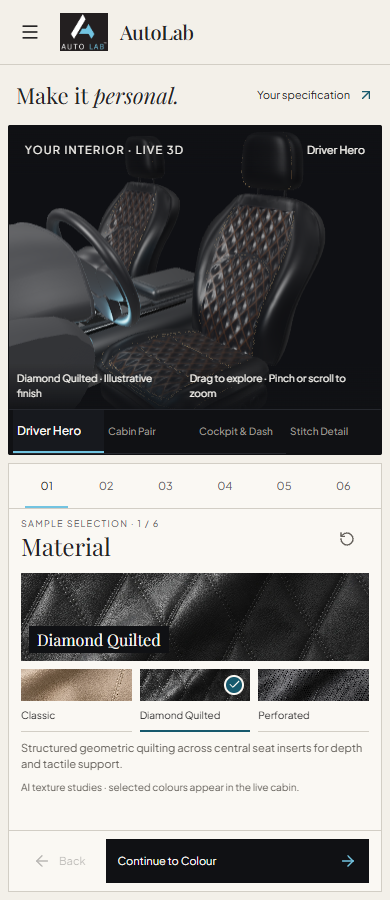 AUTO LAB
AutoLab
Make it personal.
Your specification
YOUR INTERIOR · LIVE 3D
Driver Hero
Diamond Quilted · Illustrative
finish
Drag to explore · Pinch or scroll to
zoom
Driver Hero
Cabin Pair
Cockpit & Dash
Stitch Detail
01
02
03
04
05
06
SAMPLE SELECTION · 1 / 6
Material
Diamond Quilted
Classic
Diamond Quilted
Perforated
Structured geometric quilting across central seat inserts for depth
and tactile support.
AI texture studies · selected colours appear in the live cabin.
Back
Continue to Colour